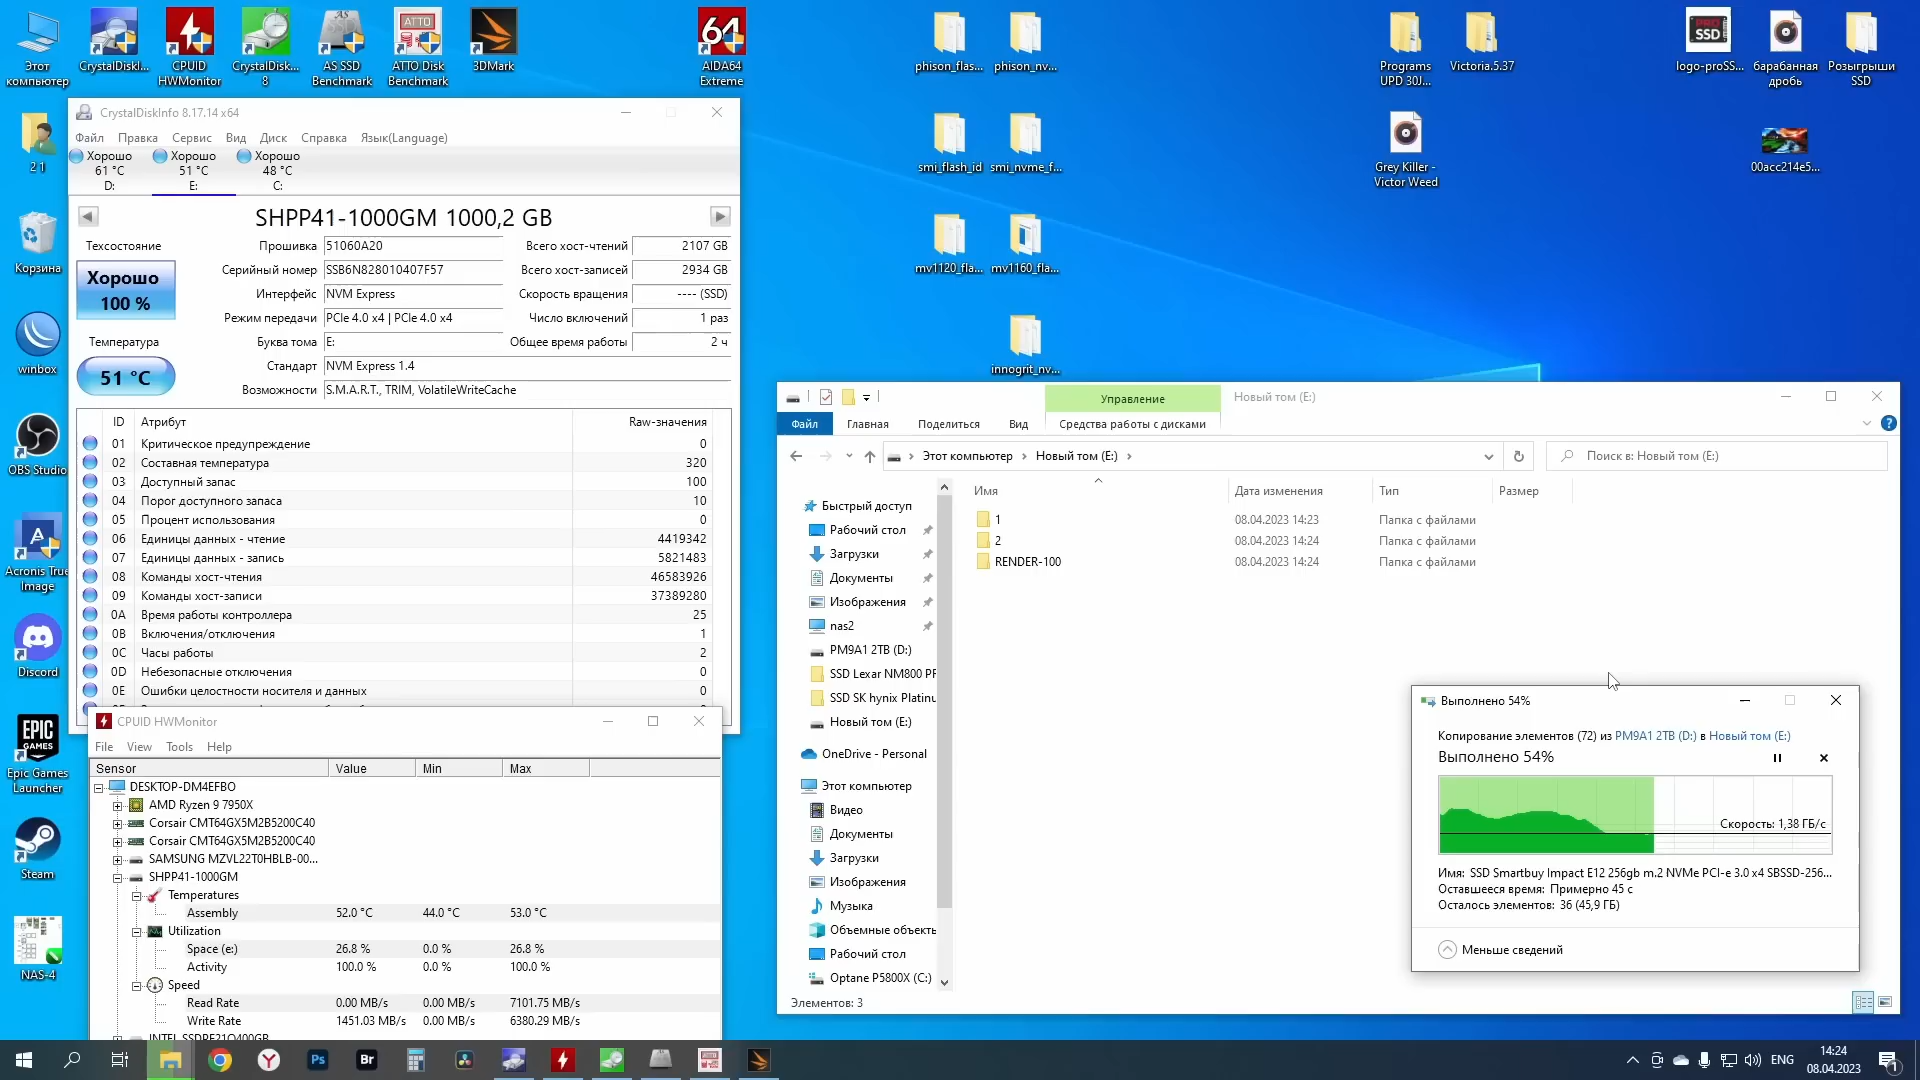 Этот компьютер
CrystalDiskI...
CPUID HWMonitor
CrystalDisk... 8
AS SSD Benchmark
ATTO Disk Benchmark
3DMark
AIDA64 Extreme
phison_flas...
phison_nv...
Programs UPD 30J...
Victoria.5.37
logo-proSS...
барабанная дробь
Розыгрыши SSD
2 1
smi_flash_id
smi_nvme_f...
Grey Killer - Victor Weed
00acc214e5...
Корзина
mv1120_fla...
mv1160_fla...
winbox
innogrit_nv...
OBS Studio
Acronis True Image
Discord
Epic Games Launcher
Steam
NAS-4
CrystalDiskInfo 8.17.14 x64
Файл Правка Сервис Вид Диск Справка Язык(Language)
Хорошо Хорошо Хорошо
61 °C 51 °C 48 °C
D: E: C:
SHPP41-1000GM 1000,2 GB
Техсостояние
Хорошо
100 %
Температура
51 °C
Прошивка 51060A20 Всего хост-чтений 2107 GB
Серийный номер SSB6N828010407F57 Всего хост-записей 2934 GB
Интерфейс NVM Express Скорость вращения ---- (SSD)
Режим передачи PCIe 4.0 x4 | PCIe 4.0 x4 Число включений 1 раз
Буква тома E: Общее время работы 2 ч
Стандарт NVM Express 1.4
Возможности S.M.A.R.T., TRIM, VolatileWriteCache
ID Атрибут Raw-значения
01 Критическое предупреждение 0
02 Составная температура 320
03 Доступный запас 100
04 Порог доступного запаса 10
05 Процент использования 0
06 Единицы данных - чтение 4419342
07 Единицы данных - запись 5821483
08 Команды хост-чтения 46583926
09 Команды хост-записи 37389280
0A Время работы контроллера 25
0B Включения/отключения 1
0C Часы работы 2
0D Небезопасные отключения 0
0E Ошибки целостности носителя и данных 0
CPUID HWMonitor
File View Tools Help
Sensor Value Min Max
DESKTOP-DM4EFBO
AMD Ryzen 9 7950X
Corsair CMT64GX5M2B5200C40
Corsair CMT64GX5M2B5200C40
SAMSUNG MZVL22T0HBLB-00...
SHPP41-1000GM
Temperatures
Assembly 52.0 °C 44.0 °C 53.0 °C
Utilization
Space (e:) 26.8 % 0.0 % 26.8 %
Activity 100.0 % 0.0 % 100.0 %
Speed
Read Rate 0.00 MB/s 0.00 MB/s 7101.75 MB/s
Write Rate 1451.03 MB/s 0.00 MB/s 6380.29 MB/s
INTEL SSDPF21Q400GB
Управление Новый том (E:)
Файл Главная Поделиться Вид Средства работы с дисками
Этот компьютер Новый том (E:)
Поиск в: Новый том (E:)
Имя Дата изменения Тип Размер
1 08.04.2023 14:23 Папка с файлами
2 08.04.2023 14:24 Папка с файлами
RENDER-100 08.04.2023 14:24 Папка с файлами
Быстрый доступ
Рабочий стол
Загрузки
Документы
Изображения
nas2
PM9A1 2TB (D:)
SSD Lexar NM800 PR
SSD SK hynix Platinu
Новый том (E:)
OneDrive - Personal
Этот компьютер
Видео
Документы
Загрузки
Изображения
Музыка
Объемные объекты
Рабочий стол
Optane P5800X (C:)
Элементов: 3
Выполнено 54%
Копирование элементов (72) из PM9A1 2TB (D:) в Новый том (E:)
Выполнено 54%
Скорость: 1,38 ГБ/с
Имя: SSD Smartbuy Impact E12 256gb m.2 NVMe PCI-e 3.0 x4 SBSSD-256...
Оставшееся время: Примерно 45 с
Осталось элементов: 36 (45,9 ГБ)
Меньше сведений
ENG
14:24
08.04.2023